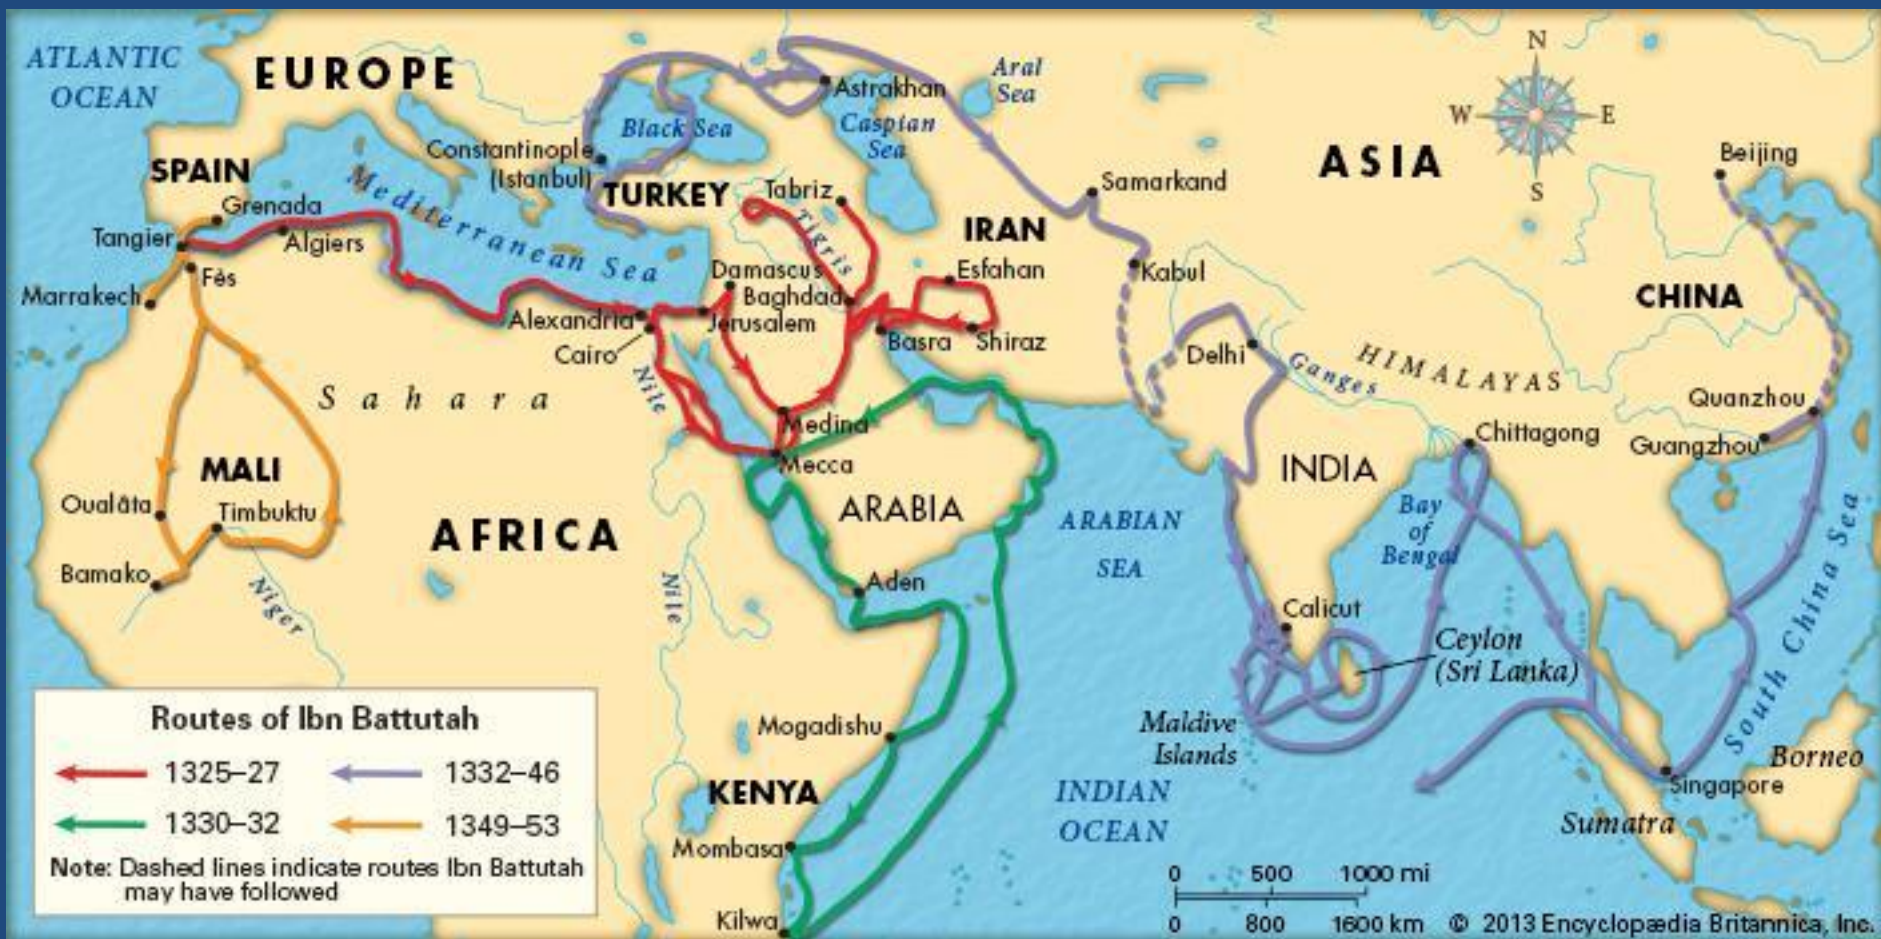 ATLANTIC
OCEAN
EUROPE
Aral
Sea
N
W
E
S
Astrakhan
Black Sea
Caspian
Sea
Constantinople
(Istanbul)
ASIA
Beijing
SPAIN
Mediterranean Sea
TURKEY
Tabriz
Samarkand
Grenada
Tangier
Algiers
Tigris
IRAN
Fès
Damascus
Esfahan
Kabul
Marrakech
Baghdad
CHINA
Alexandria
Jerusalem
Cairo
Basra
Shiraz
Delhi
Ganges
HIMALAYAS
Nile
Sahara
Quanzhou
Medina
Chittagong
Guangzhou
Mecca
MALI
INDIA
Oualâta
Timbuktu
ARABIA
AFRICA
ARABIAN
SEA
Bay
of
Bengal
Bamako
Niger
Nile
Aden
Calicut
Ceylon
(Sri Lanka)
South China Sea
Maldive
Islands
Mogadishu
Borneo
KENYA
INDIAN
OCEAN
Singapore
Sumatra
Mombasa
Kilwa
Routes of Ibn Battutah
1325–27
1332–46
1330–32
1349–53
Note: Dashed lines indicate routes Ibn Battutah
may have followed
0 500 1000 mi
0 800 1600 km
© 2013 Encyclopædia Britannica, Inc.